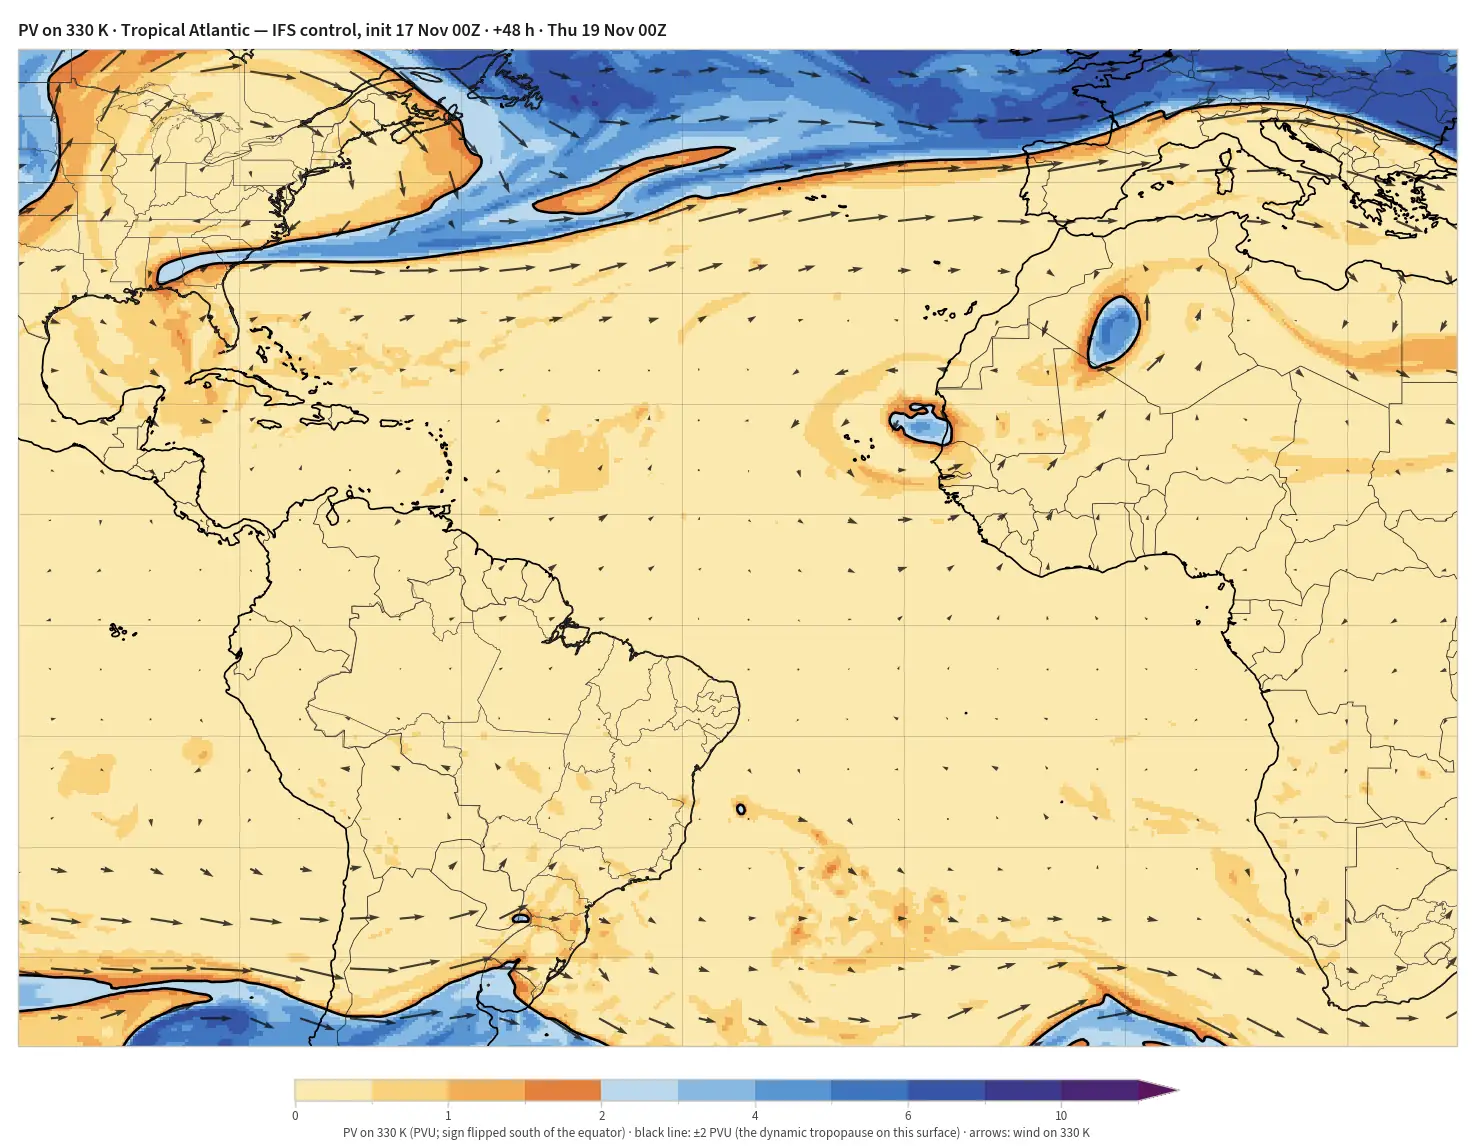 PV on 330 K · Tropical Atlantic — IFS control, init 17 Nov 00Z · +48 h · Thu 19 Nov 00Z
0 1 2 4 6 10
PV on 330 K (PVU; sign flipped south of the equator) · black line: ±2 PVU (the dynamic tropopause on this surface) · arrows: wind on 330 K